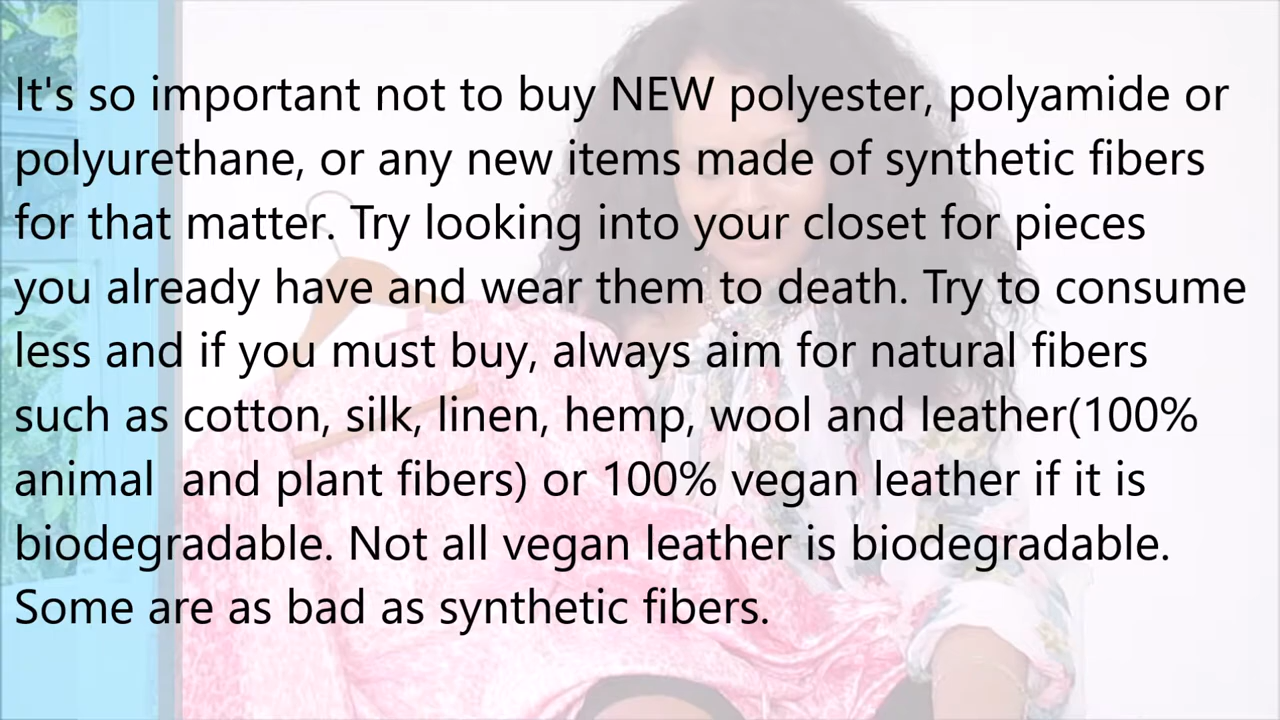 It's so important not to buy NEW polyester, polyamide or
polyurethane, or any new items made of synthetic fibers
for that matter. Try looking into your closet for pieces
you already have and wear them to death. Try to consume
less and if you must buy, always aim for natural fibers
such as cotton, silk, linen, hemp, wool and leather(100%
animal  and plant fibers) or 100% vegan leather if it is
biodegradable. Not all vegan leather is biodegradable.
Some are as bad as synthetic fibers.